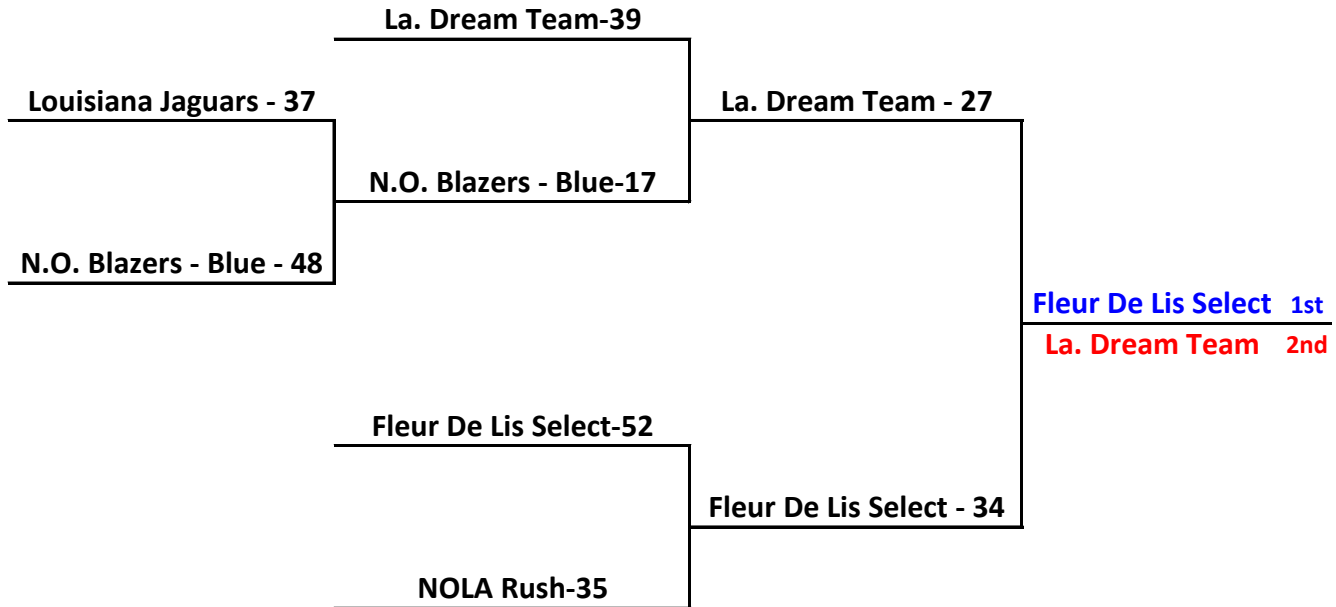 La. Dream Team-39
Louisiana Jaguars - 37
La. Dream Team - 27
N.O. Blazers - Blue-17
N.O. Blazers - Blue - 48
Fleur De Lis Select 1st
La. Dream Team 2nd
Fleur De Lis Select-52
Fleur De Lis Select - 34
NOLA Rush-35